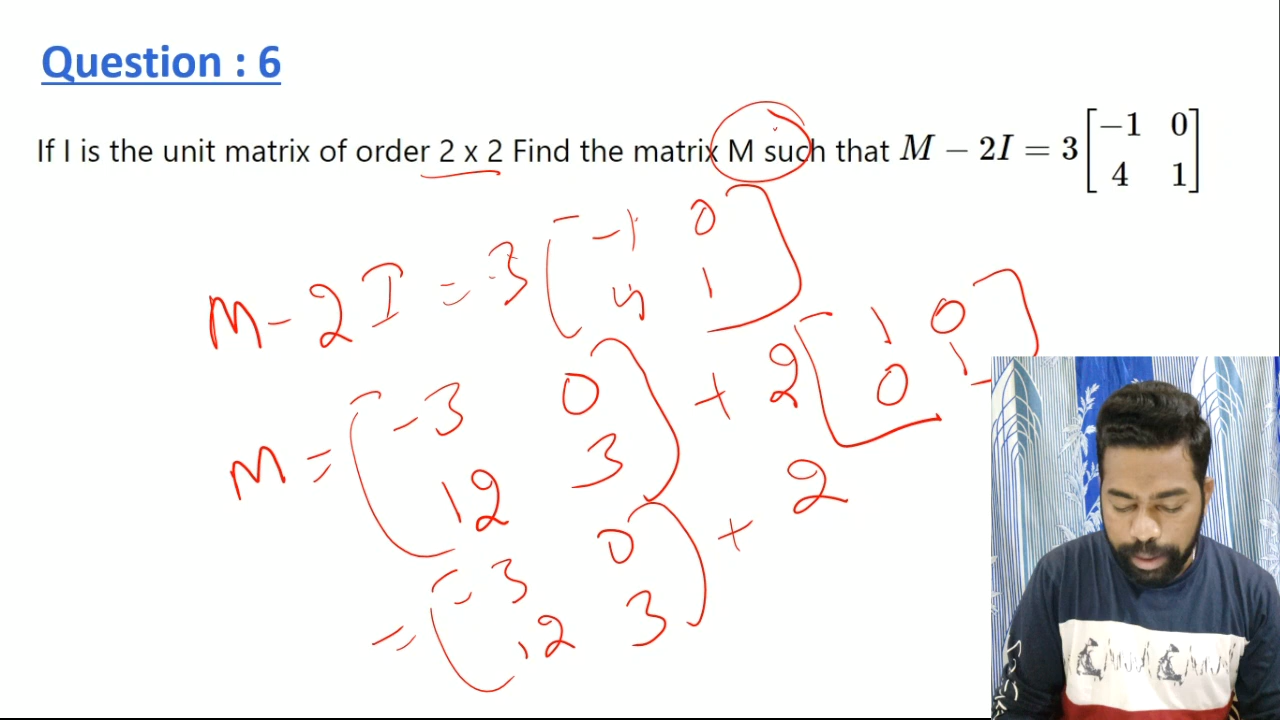 Question : 6
If I is the unit matrix of order 2 x 2 Find the matrix M such that M − 2I = 3 [−1 0
4 1]
M - 2I = 3 [-1 0
4 1]
M = [-3 0
12 3] + 2 [1 0
0 1]
= [-3 0
12 3] + 2